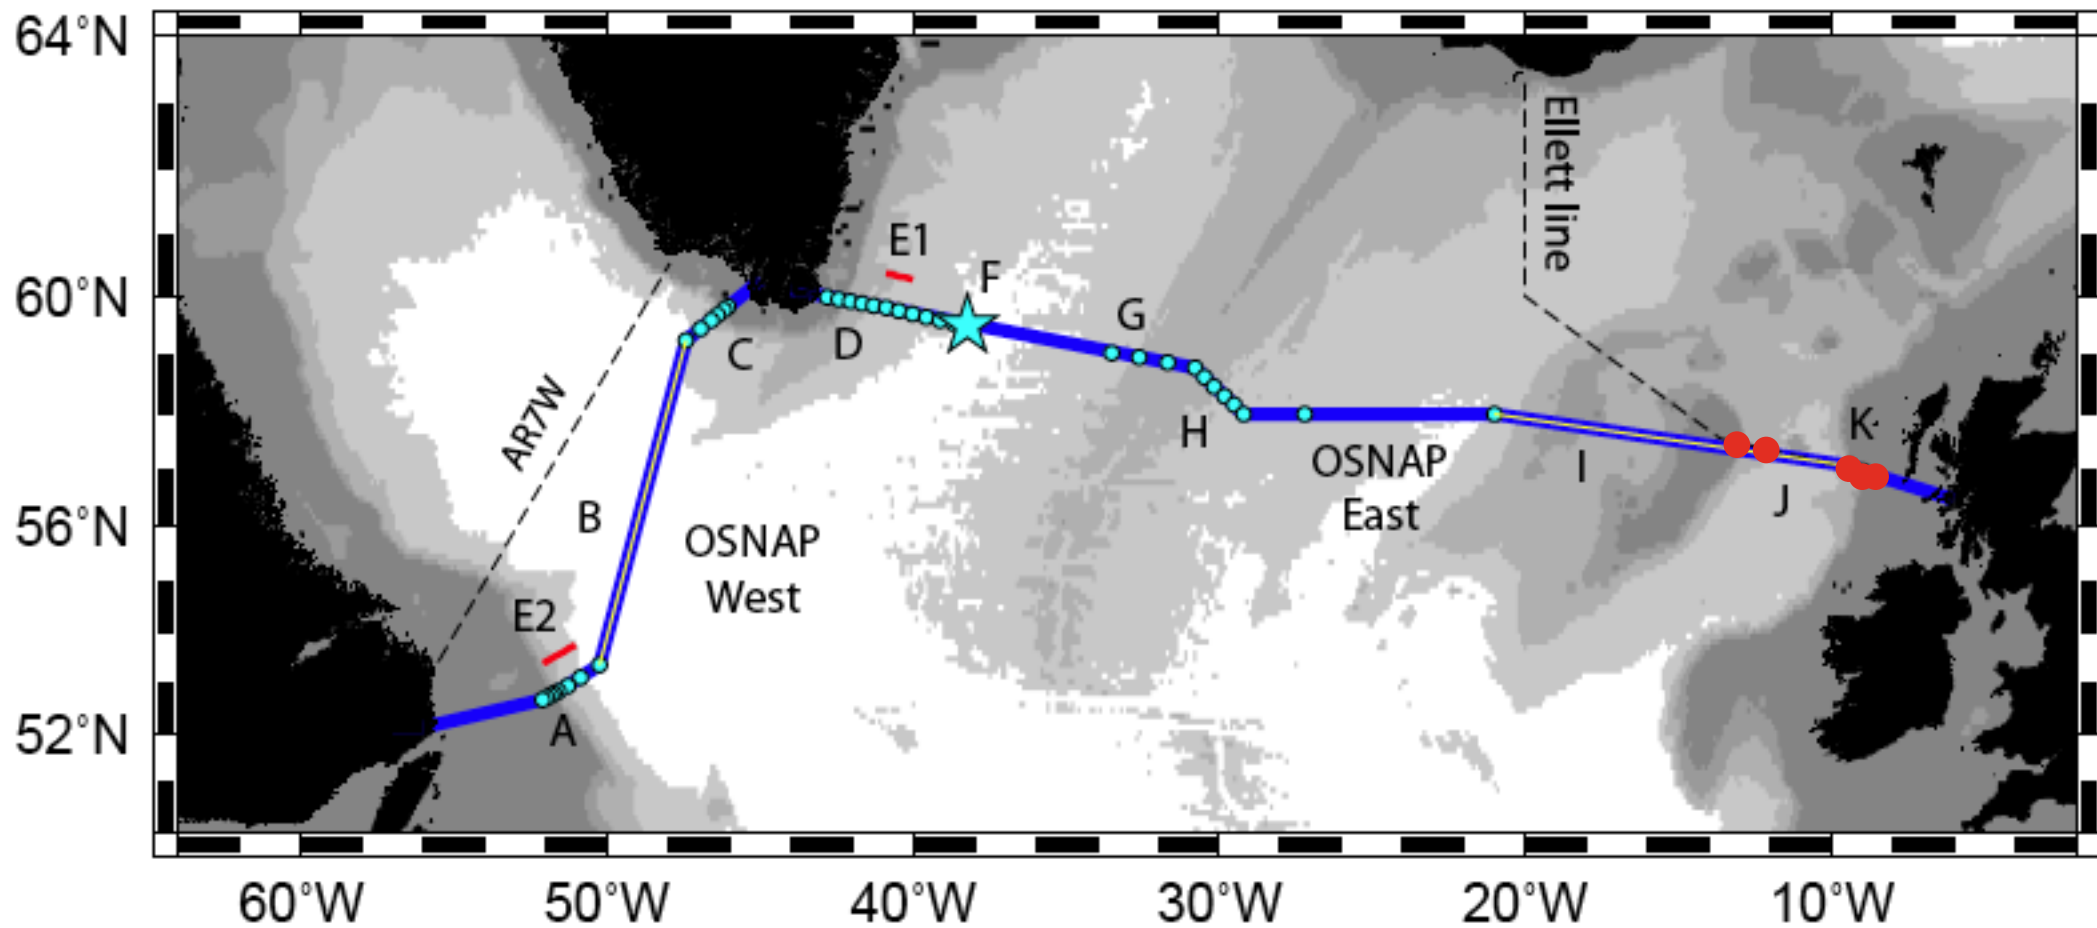 64°N
60°N
56°N
52°N
60°W
50°W
40°W
30°W
20°W
10°W
Ellett line
E1
F
G
D
C
AR7W
K
H
OSNAP
East
I
J
B
OSNAP
West
E2
A